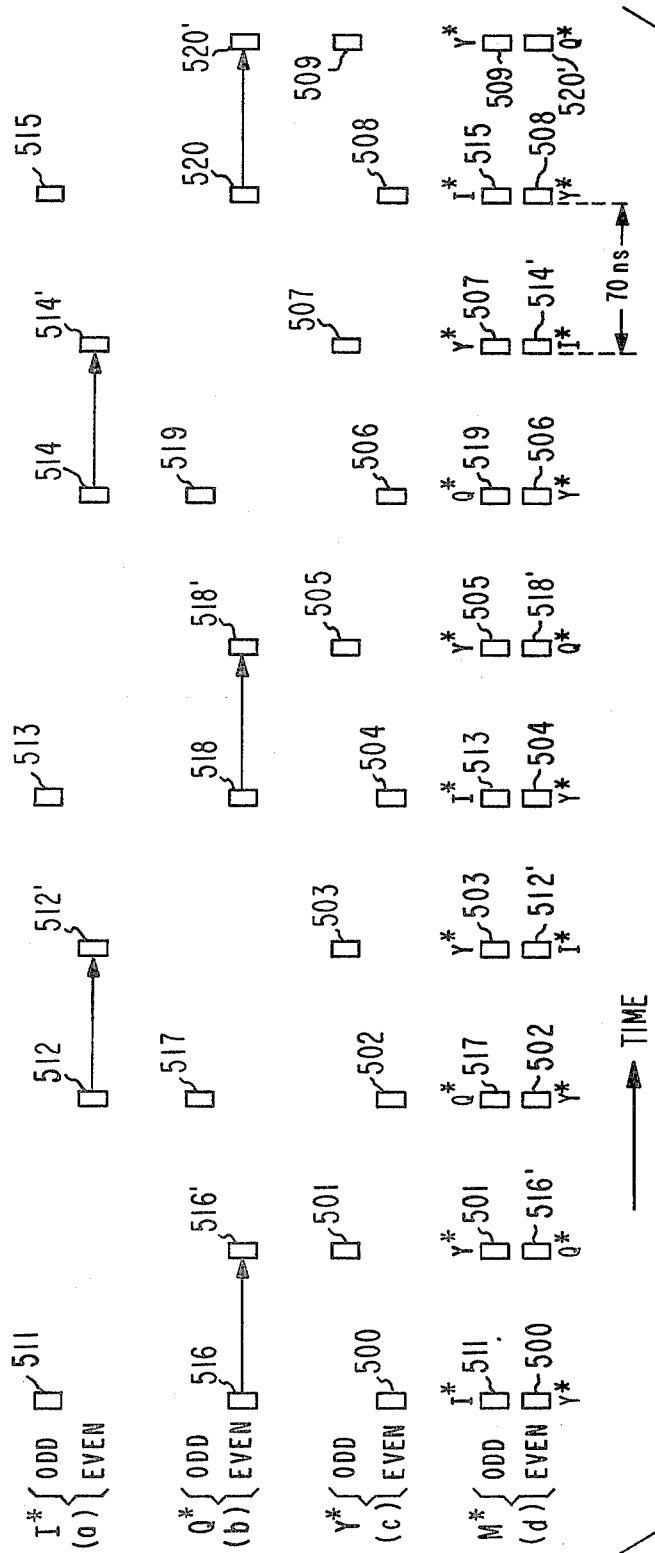 I* { ODD 511 513 515
(a) { EVEN 512 512' 514 514'
Q* { ODD 517 519
(b) { EVEN 516 516' 518 518' 520 520'
Y* { ODD 501 503 505 507 509
(c) { EVEN 500 502 504 506 508
I* Y* Q* Y* I* Y* Q* Y* I* Y*
M* { ODD 511 501 517 503 513 505 519 507 515 509
(d) { EVEN 500 516' 502 512' 504 518' 506 514' 508 520'
Y* Q* Y* I* Y* Q* Y* I* Y* Q*
TIME
70 ns